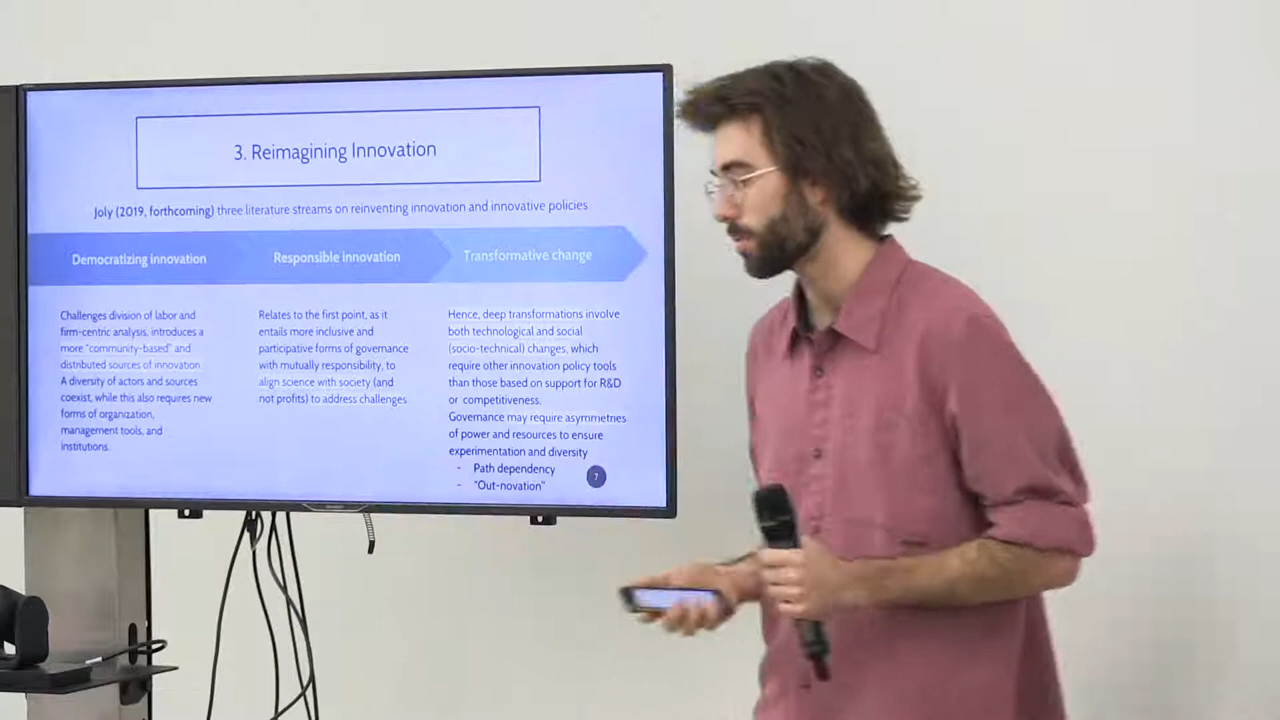 3. Reimagining Innovation
Joly (2019, forthcoming) three literature streams on reinventing innovation and innovative policies
Democratizing innovation
Responsible innovation
Transformative change
Challenges division of labor and
firm-centric analysis, introduces a
more "community-based" and
distributed sources of innovation.
A diversity of actors and sources
coexist, while this also requires new
forms of organization,
management tools, and
institutions.
Relates to the first point, as it
entails more inclusive and
participative forms of governance
with mutually responsibility, to
align science with society (and
not profits) to address challenges
Hence, deep transformations involve
both technological and social
(socio-technical) changes, which
require other innovation policy tools
than those based on support for R&D
or competitiveness.
Governance may require asymmetries
of power and resources to ensure
experimentation and diversity
- Path dependency
- "Out-novation"
7